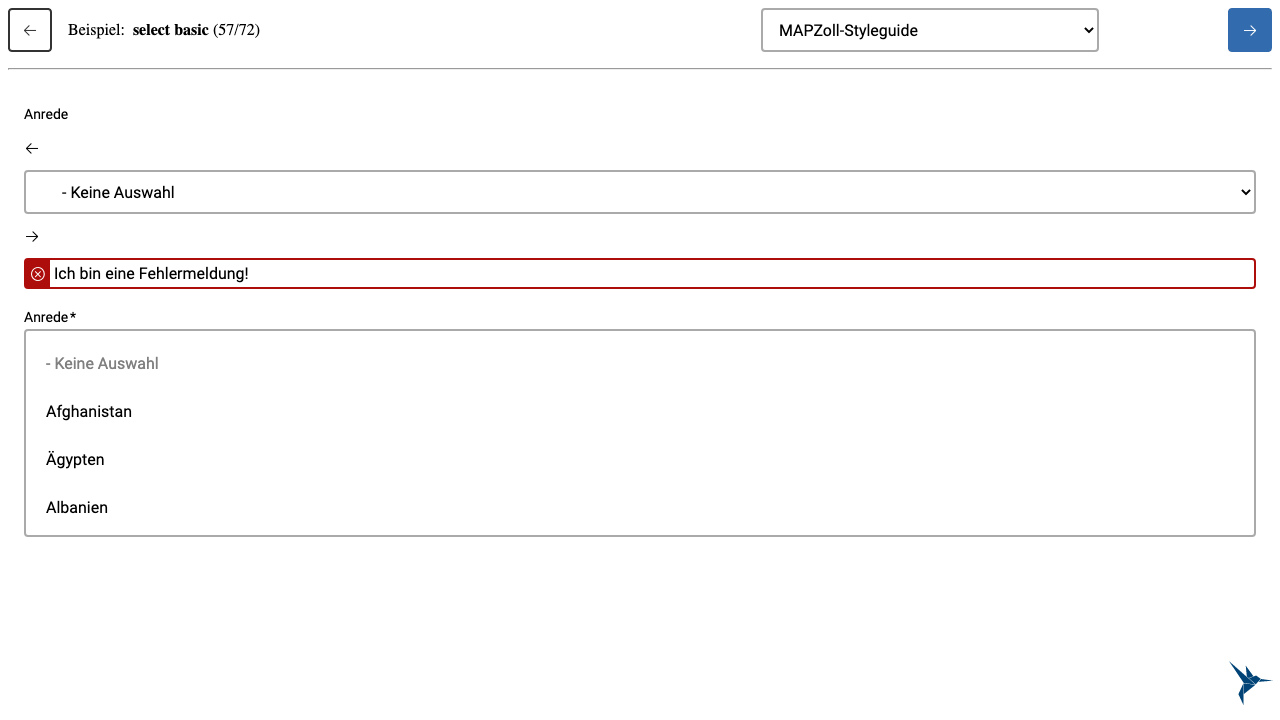 Beispiel: select basic (57/72)
MAPZoll-Styleguide
Anrede
- Keine Auswahl
Ich bin eine Fehlermeldung!
Anrede*
- Keine Auswahl
Afghanistan
Ägypten
Albanien